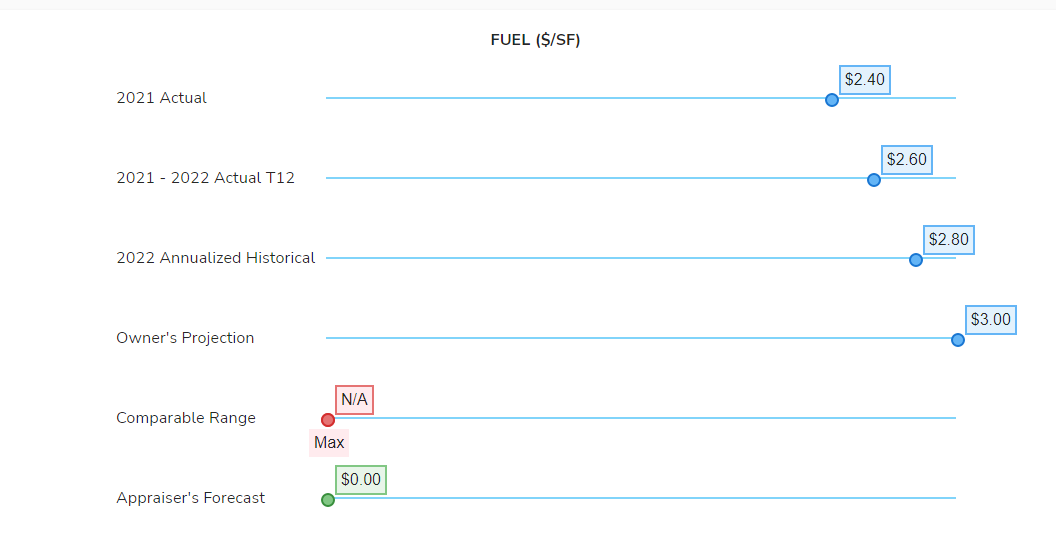 FUEL ($/SF)
2021 Actual $2.40
2021 - 2022 Actual T12 $2.60
2022 Annualized Historical $2.80
Owner's Projection $3.00
Comparable Range N/A
Max
Appraiser's Forecast $0.00